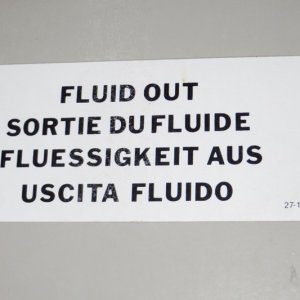 FLUID OUT
SORTIE DU FLUIDE
FLUESSIGKEIT AUS
USCITA FLUIDO